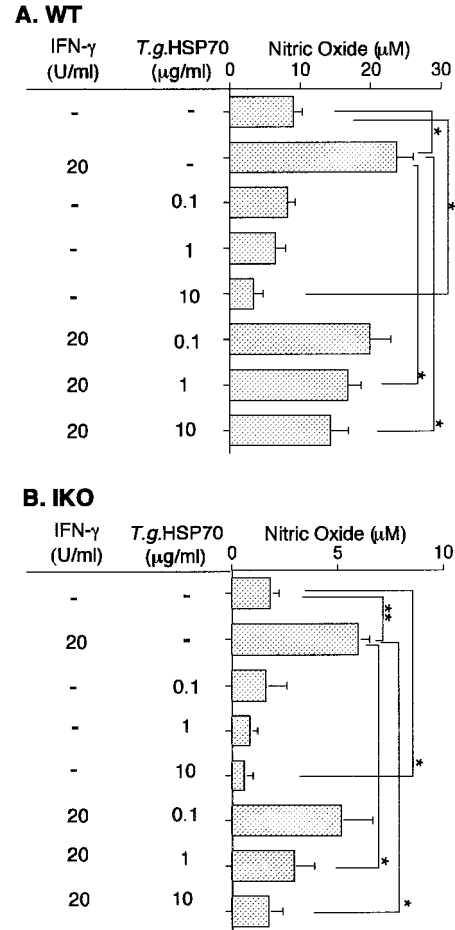 A. WT
IFN-γ T.g.HSP70 Nitric Oxide (μM)
(U/ml) (μg/ml) 0 10 20 30
- - *
20 -
- 0.1 *
- 1
- 10
20 0.1
20 1 *
20 10 *
B. IKO
IFN-γ T.g.HSP70 Nitric Oxide (μM)
(U/ml) (μg/ml) 0 5 10
- - **
20 -
- 0.1
- 1
- 10 *
20 0.1
20 1 *
20 10 *